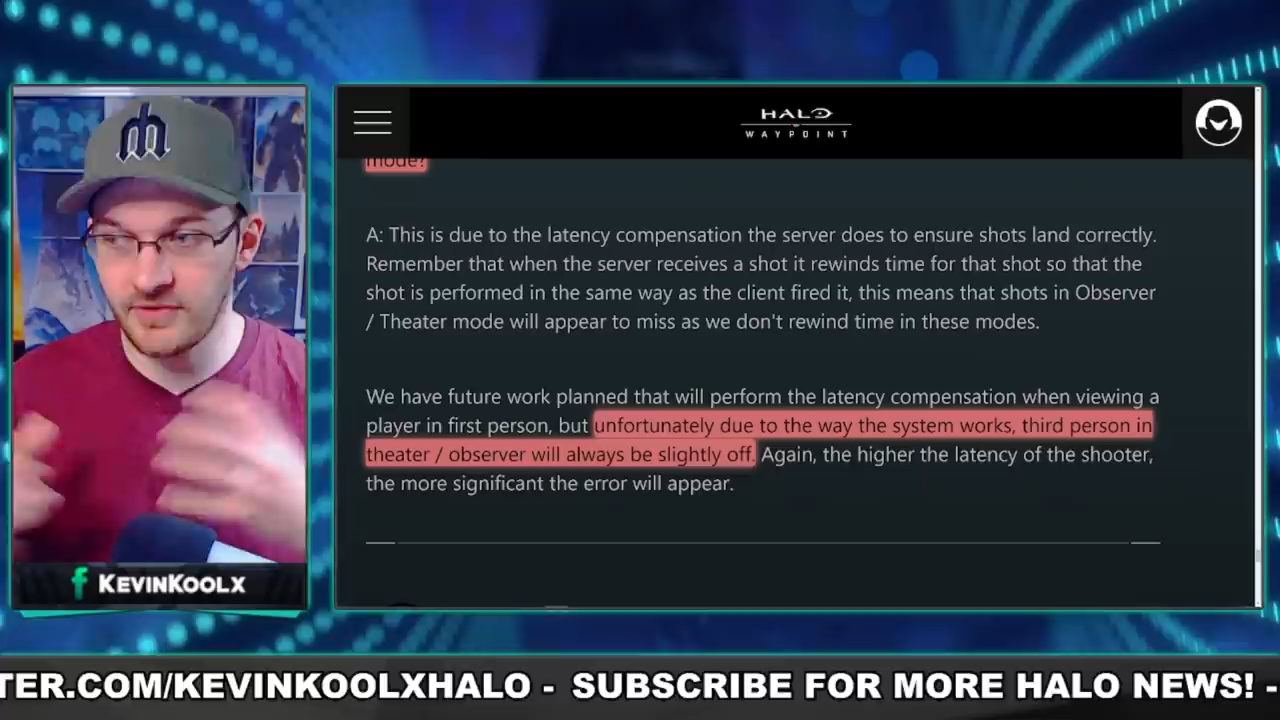 HALO
WAYPOINT
mode?
A: This is due to the latency compensation the server does to ensure shots land correctly.
Remember that when the server receives a shot it rewinds time for that shot so that the
shot is performed in the same way as the client fired it, this means that shots in Observer
/ Theater mode will appear to miss as we don't rewind time in these modes.
We have future work planned that will perform the latency compensation when viewing a
player in first person, but unfortunately due to the way the system works, third person in
theater / observer will always be slightly off. Again, the higher the latency of the shooter,
the more significant the error will appear.
f KEVINKOOLX
TER.COM/KEVINKOOLXHALO - SUBSCRIBE FOR MORE HALO NEWS! -